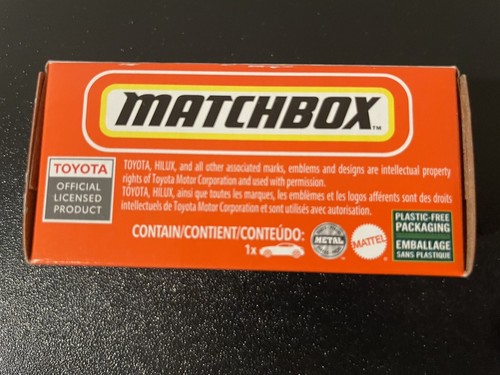 MATCHBOX™
TOYOTA
OFFICIAL
LICENSED
PRODUCT
TOYOTA, HILUX, and all other associated marks, emblems and designs are intellectual property
rights of Toyota Motor Corporation and used with permission.
TOYOTA, HILUX, ainsi que toutes les marques, les emblèmes et les logos afférents sont des droits
intellectuels de Toyota Motor Corporation et sont utilisés avec autorisation.
CONTAIN/CONTIENT/CONTEÚDO:
1x
METAL
MATTEL
PLASTIC-FREE
PACKAGING
EMBALLAGE
SANS PLASTIQUE